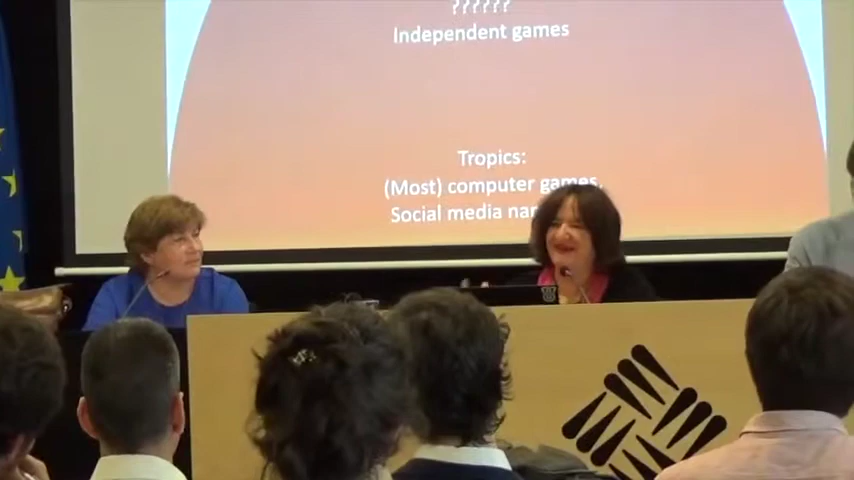 ??????
Independent games
Tropics:
(Most) computer games,
Social media